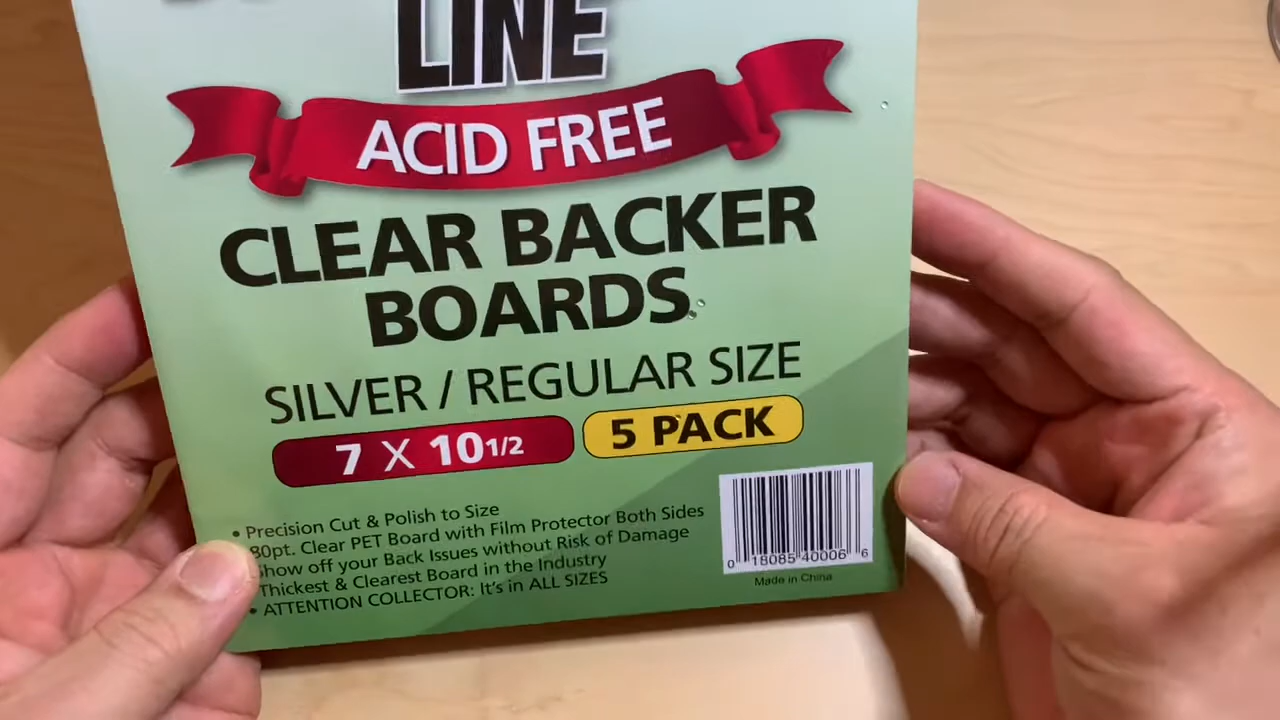 LINE
ACID FREE
CLEAR BACKER
BOARDS
SILVER / REGULAR SIZE
7 X 10 1/2
5 PACK
• Precision Cut & Polish to Size
80pt. Clear PET Board with Film Protector Both Sides
Show off your Back Issues without Risk of Damage
Thickest & Clearest Board in the Industry
• ATTENTION COLLECTOR: It's in ALL SIZES
0 18085 40006 6
Made in China